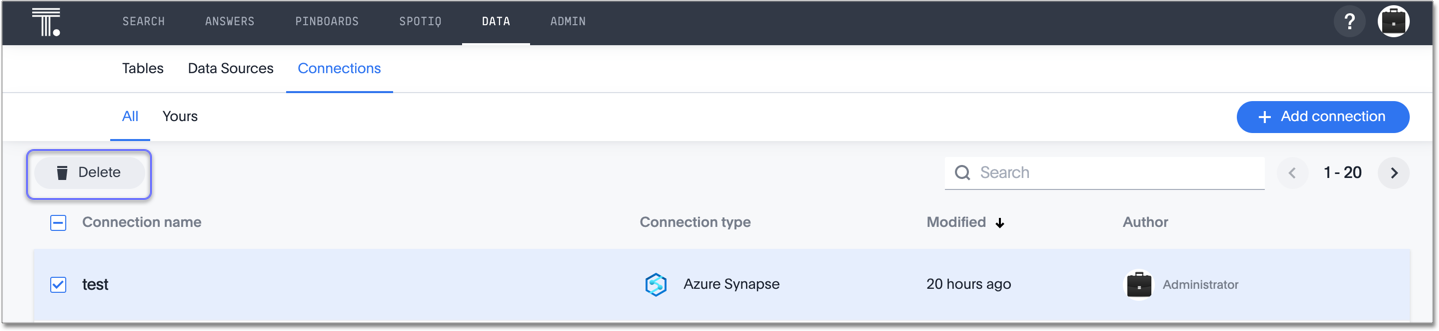 T. SEARCH ANSWERS PINBOARDS SPOTIQ DATA ADMIN ?
Tables Data Sources Connections
All Yours + Add connection
Delete Search 1 - 20
Connection name Connection type Modified Author
test Azure Synapse 20 hours ago Administrator